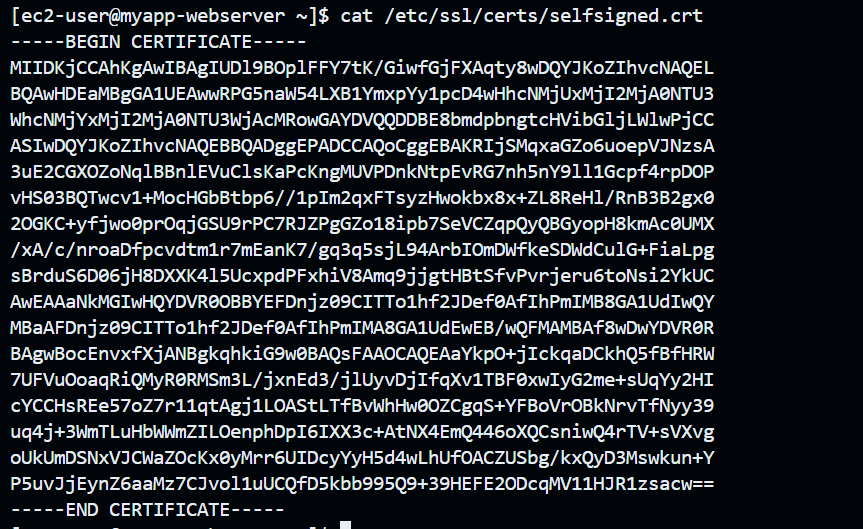 [ec2-user@myapp-webserver ~]$ cat /etc/ssl/certs/selfsigned.crt
-----BEGIN CERTIFICATE-----
MIIDKjCCAhKgAwIBAgIUDl9BOplFFY7tK/GiwfGjFXAqty8wDQYJKoZIhvcNAQEL
BQAwHDEaMBgGA1UEAwwRPG5naW54LXB1YmxpYy1pcD4wHhcNMjUxMjI2MjA0NTU3
WhcNMjYxMjI2MjA0NTU3WjAcMRowGAYDVQQDDBE8bmdpbngtcHVibGljLWlwPjCC
ASIwDQYJKoZIhvcNAQEBBQADggEPADCCAQoCggEBAKRIjSMqxaGZo6uoepVJNzsA
3uE2CGXOZoNqlBBnlEVuClsKaPcKngMUVPDnkNtpEvRG7nh5nY9ll1Gcpf4rpDOP
vHS03BQTwcv1+MocHGbBtbp6//1pIm2qxFTsyzHwokbx8x+ZL8ReHl/RnB3B2gx0
2OGKC+yfjwo0prOqjGSU9rPC7RJZPgGZo18ipb7SeVCZqpQyQBGyopH8kmAc0UMX
/xA/c/nroaDfpcvdtm1r7mEanK7/gq3q5sjL94ArbIOmDWfkeSDWdCulG+FiaLpg
sBrduS6D06jH8DXXK4l5UcxpdPFxhiV8Amq9jjgtHBtSfvPvrjeru6toNsi2YkUC
AwEAAaNkMGIwHQYDVR0OBBYEFDnjz09CITTo1hf2JDef0AfIhPmIMB8GA1UdIwQY
MBaAFDnjz09CITTo1hf2JDef0AfIhPmIMA8GA1UdEwEB/wQFMAMBAf8wDwYDVR0R
BAgwBocEnvxfXjANBgkqhkiG9w0BAQsFAAOCAQEAaYkpO+jIckqaDCkhQ5fBfHRW
7UFVuOoaqRiQMyR0RMSm3L/jxnEd3/jlUyvDjIfqXv1TBF0xwIyG2me+sUqYy2HI
cYCCHsREe57oZ7r11qtAgj1LOAStLTfBvWhHw0OZCgqS+YFBoVrOBkNrvTfNyy39
uq4j+3WmTLuHbWWmZILOenphDpI6IXX3c+AtNX4EmQ446oXQCsniwQ4rTV+sVXvg
oUkUmDSNxVJCWaZOcKx0yMrr6UIDcyYyH5d4wLhUfOACZUSbg/kxQyD3Mswkun+Y
P5uvJjEynZ6aaMz7CJvol1uUCQfD5kbb995Q9+39HEFE2ODcqMV11HJR1zsacw==
-----END CERTIFICATE-----